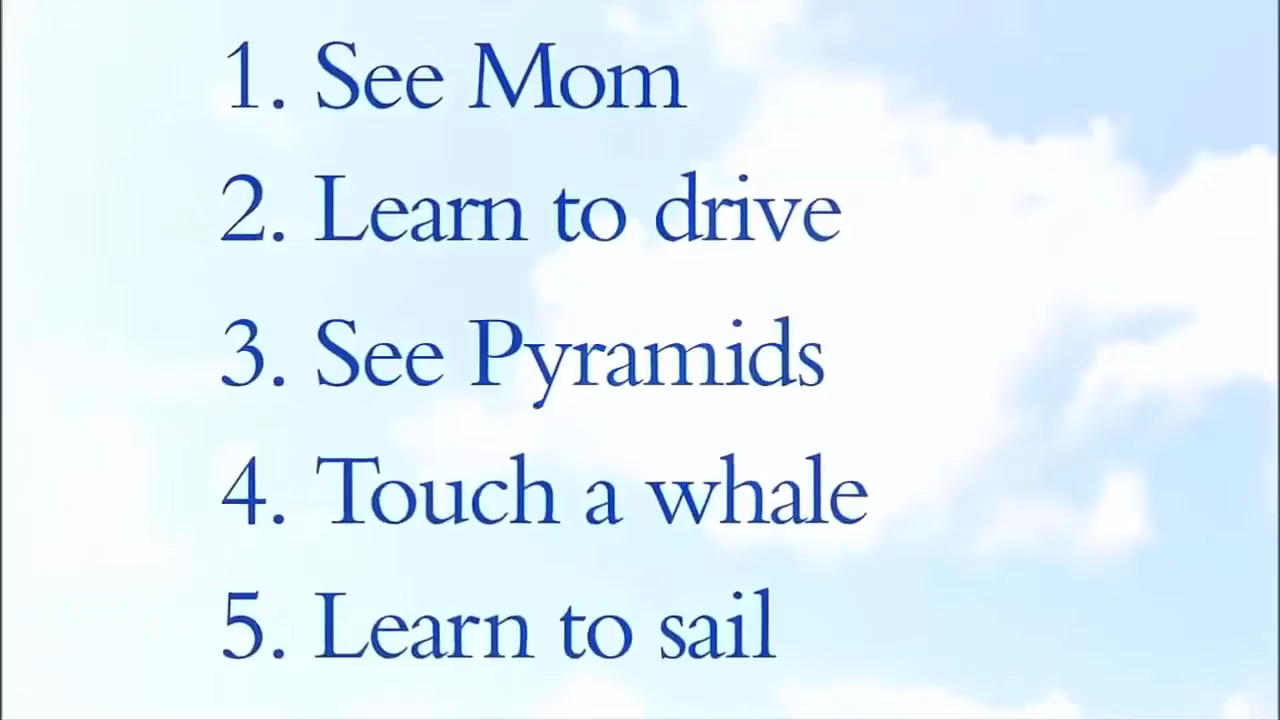 1. See Mom
2. Learn to drive
3. See Pyramids
4. Touch a whale
5. Learn to sail